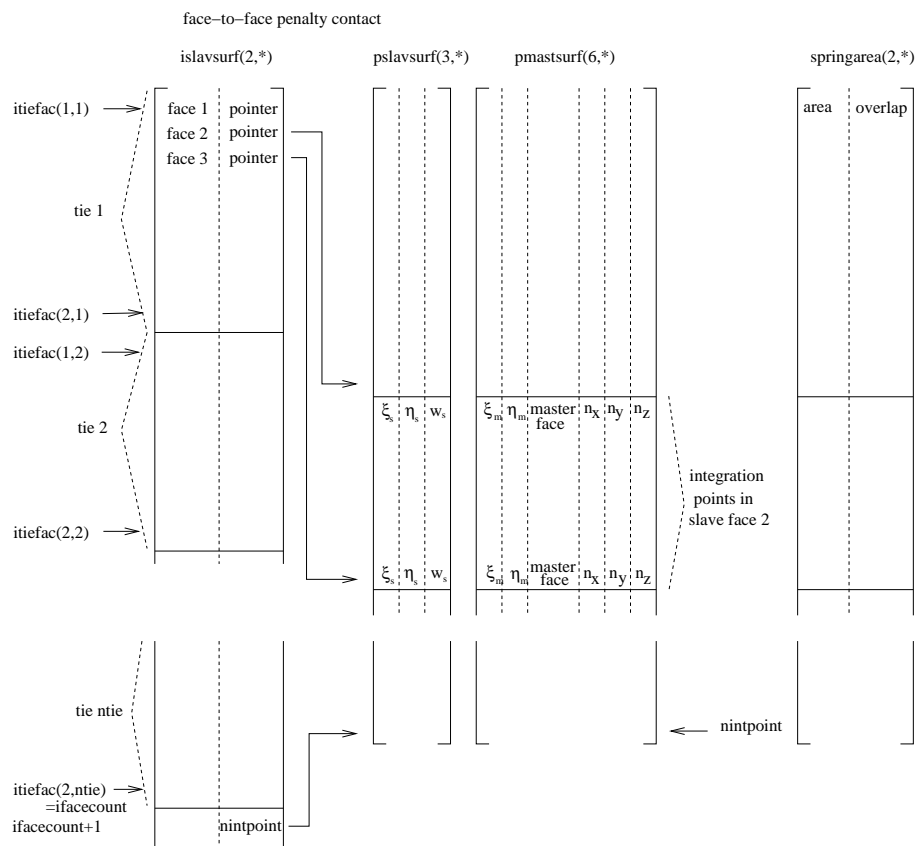 face−to−face penalty contact
islavsurf(2,*) pslavsurf(3,*) pmastsurf(6,*) springarea(2,*)
itiefac(1,1) face 1 pointer area overlap
face 2 pointer
face 3 pointer
tie 1
itiefac(2,1)
itiefac(1,2)
ξs ηs ws ξm ηm master face nx ny nz
tie 2
integration
points in
slave face 2
itiefac(2,2)
ξs ηs ws ξm ηm master face nx ny nz
tie ntie
nintpoint
itiefac(2,ntie)
=ifacecount
ifacecount+1 nintpoint